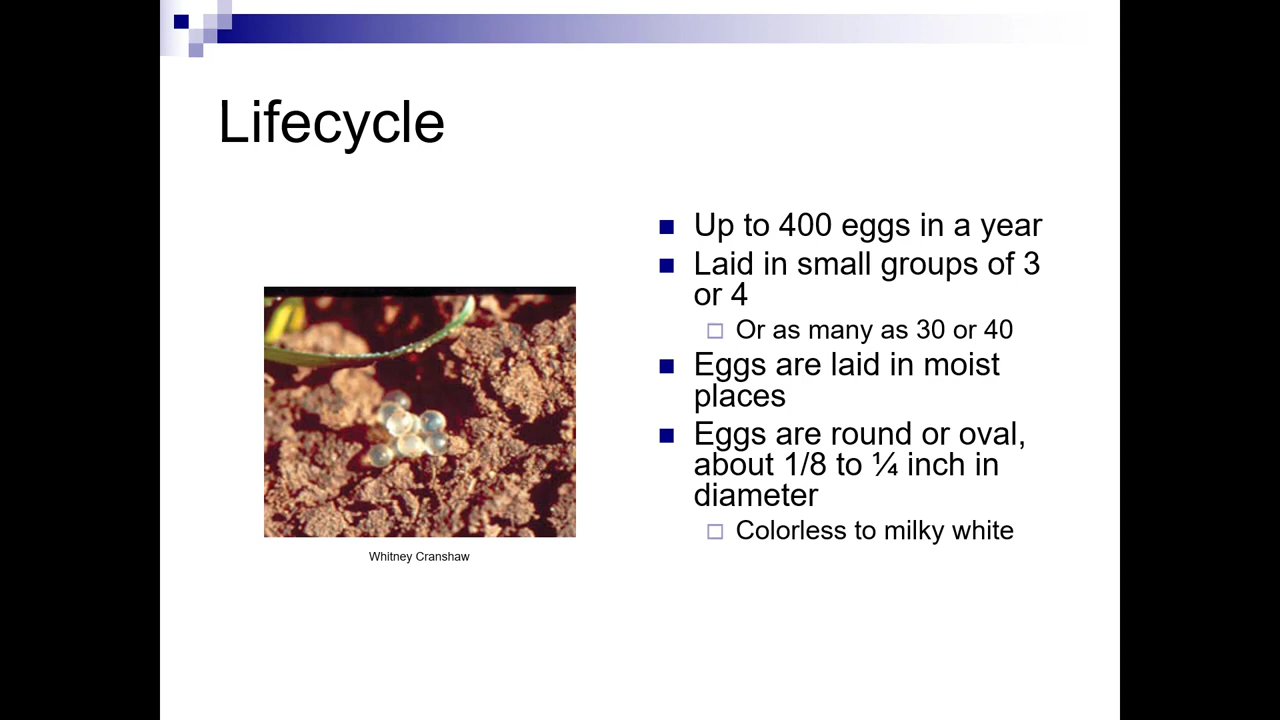 Lifecycle
Up to 400 eggs in a year
Laid in small groups of 3
or 4
Or as many as 30 or 40
Eggs are laid in moist
places
Eggs are round or oval,
about 1/8 to ¼ inch in
diameter
Colorless to milky white
Whitney Cranshaw